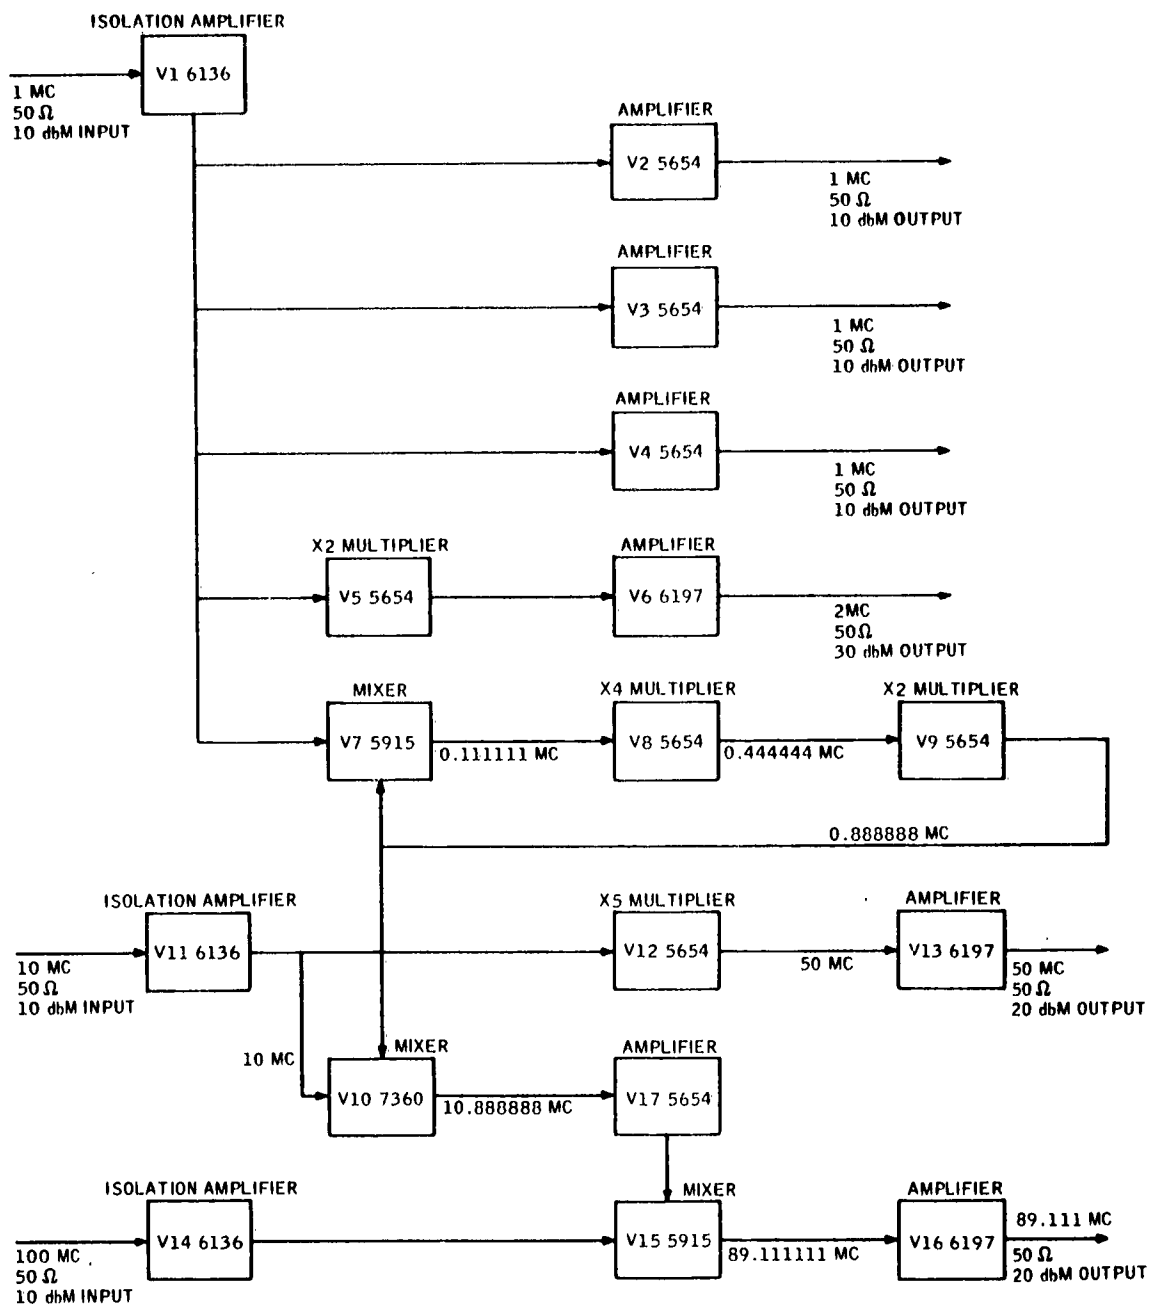 ISOLATION AMPLIFIER
V1 6136
1 MC
50 Ω
10 dbM INPUT
AMPLIFIER
V2 5654
1 MC
50 Ω
10 dbM OUTPUT
AMPLIFIER
V3 5654
1 MC
50 Ω
10 dbM OUTPUT
AMPLIFIER
V4 5654
1 MC
50 Ω
10 dbM OUTPUT
X2 MULTIPLIER
V5 5654
AMPLIFIER
V6 6197
2MC
50Ω
30 dbM OUTPUT
MIXER
V7 5915
0.111111 MC
X4 MULTIPLIER
V8 5654
0.444444 MC
X2 MULTIPLIER
V9 5654
0.888888 MC
ISOLATION AMPLIFIER
V11 6136
10 MC
50 Ω
10 dbM INPUT
X5 MULTIPLIER
V12 5654
50 MC
AMPLIFIER
V13 6197
50 MC
50 Ω
20 dbM OUTPUT
10 MC
MIXER
V10 7360
10.888888 MC
AMPLIFIER
V17 5654
ISOLATION AMPLIFIER
V14 6136
100 MC
50 Ω
10 dbM INPUT
MIXER
V15 5915
89.111111 MC
AMPLIFIER
V16 6197
89.111 MC
50 Ω
20 dbM OUTPUT